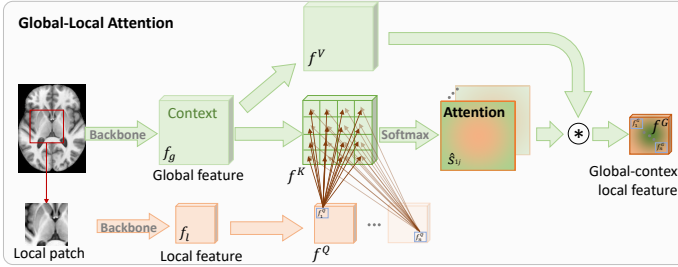 Global-Local Attention
f^V
Context
Attention
Backbone
Softmax
f_g
Ŝ_ij
f^G
Global feature
f^K
Global-contex
local feature
Backbone
f_l
...
Local patch
Local feature
f^Q